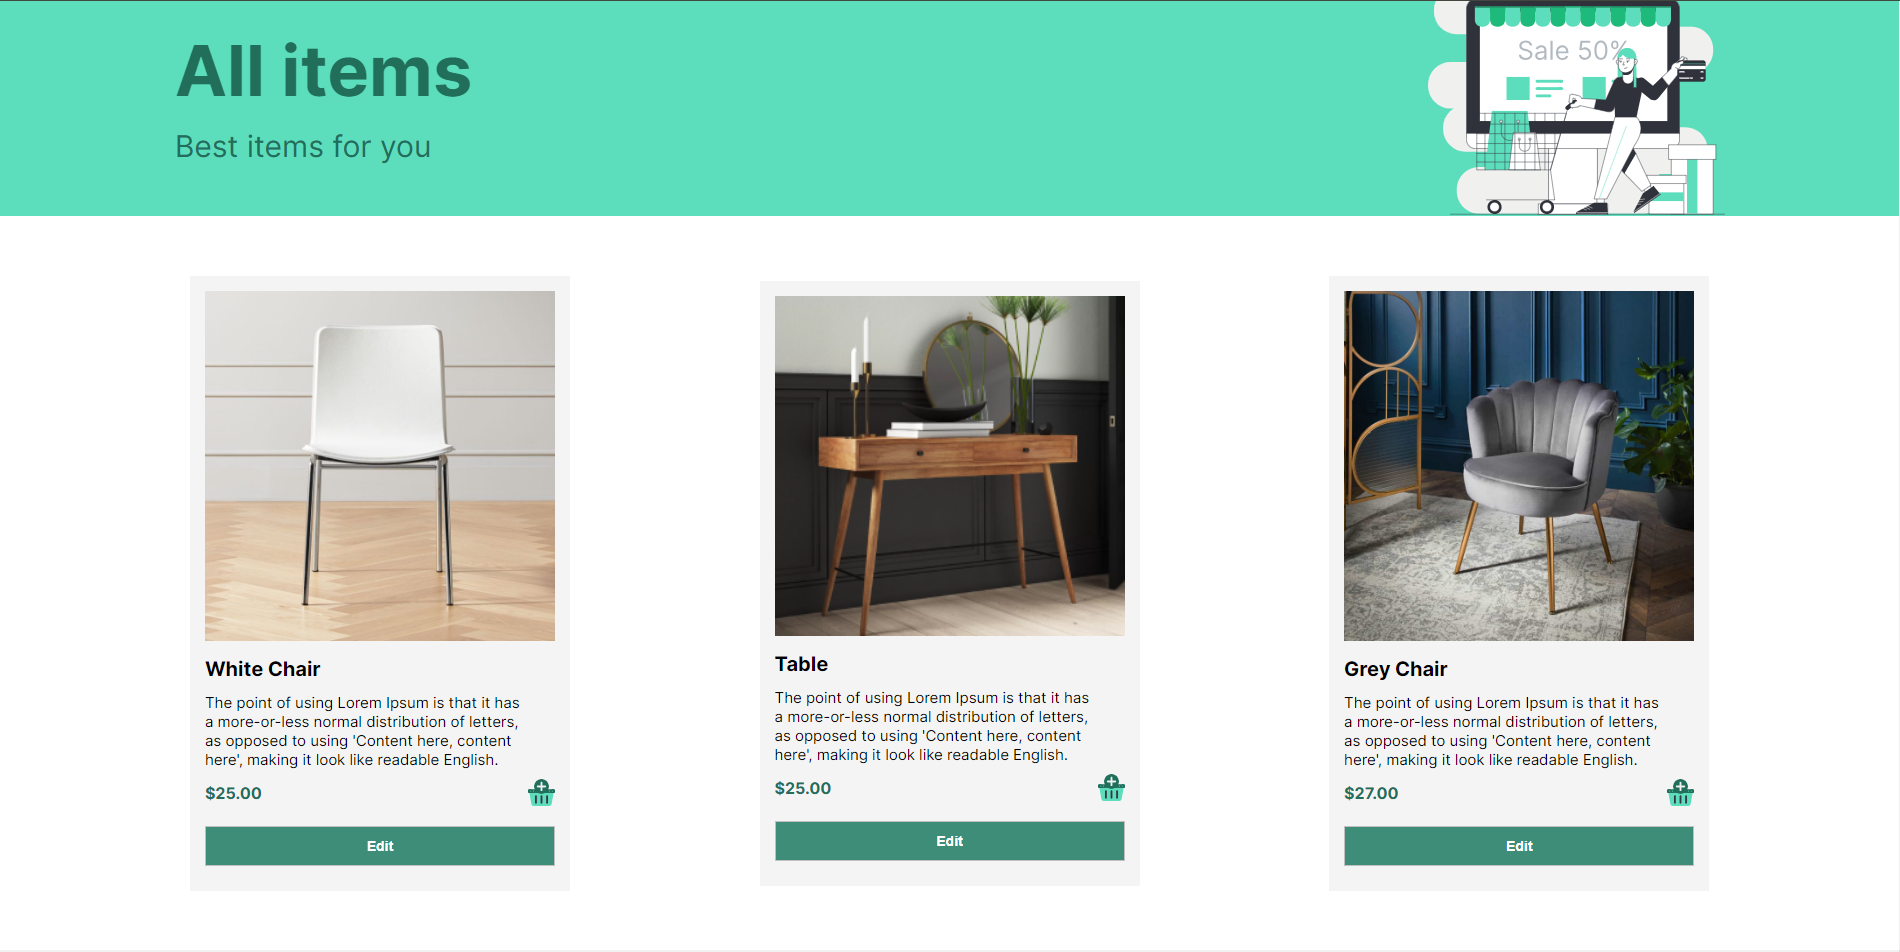 All items
Best items for you
Sale 50%
White Chair
The point of using Lorem Ipsum is that it has
a more-or-less normal distribution of letters,
as opposed to using 'Content here, content
here', making it look like readable English.
$25.00
Edit
Table
The point of using Lorem Ipsum is that it has
a more-or-less normal distribution of letters,
as opposed to using 'Content here, content
here', making it look like readable English.
$25.00
Edit
Grey Chair
The point of using Lorem Ipsum is that it has
a more-or-less normal distribution of letters,
as opposed to using 'Content here, content
here', making it look like readable English.
$27.00
Edit